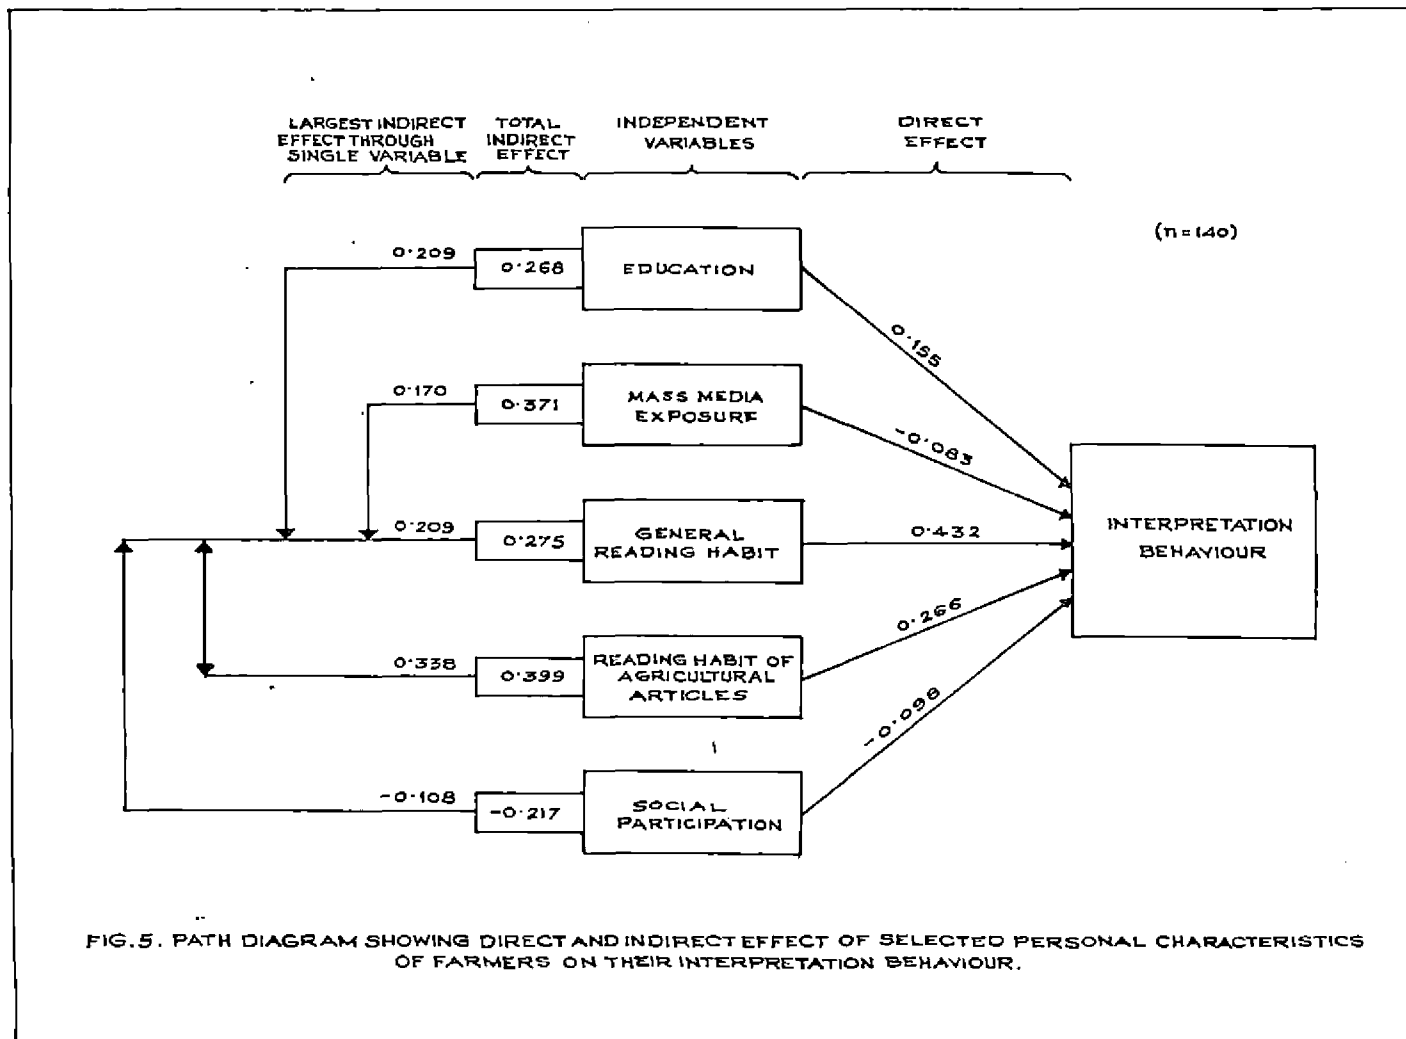 LARGEST INDIRECT
EFFECT THROUGH
SINGLE VARIABLE
TOTAL
INDIRECT
EFFECT
INDEPENDENT
VARIABLES
DIRECT
EFFECT
(n=140)
0·209
0·268
EDUCATION
0·155
0·170
0·371
MASS MEDIA
EXPOSURE
-0·083
0·209
0·275
GENERAL
READING HABIT
0·432
INTERPRETATION
BEHAVIOUR
0·338
0·399
READING HABIT OF
AGRICULTURAL
ARTICLES
0·266
-0·108
-0·217
SOCIAL
PARTICIPATION
-0·098
FIG.5. PATH DIAGRAM SHOWING DIRECT AND INDIRECT EFFECT OF SELECTED PERSONAL CHARACTERISTICS
OF FARMERS ON THEIR INTERPRETATION BEHAVIOUR.